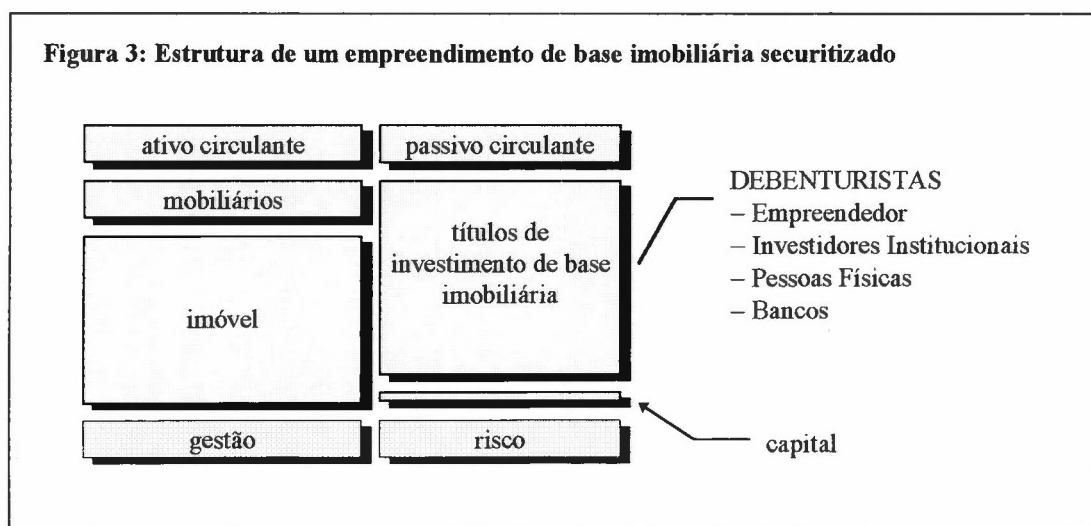 Figura 3: Estrutura de um empreendimento de base imobiliária securitizado
ativo circulante
passivo circulante
mobiliários
títulos de
investimento de base
imobiliária
imóvel
DEBENTURISTAS
– Empreendedor
– Investidores Institucionais
– Pessoas Físicas
– Bancos
gestão
risco
capital